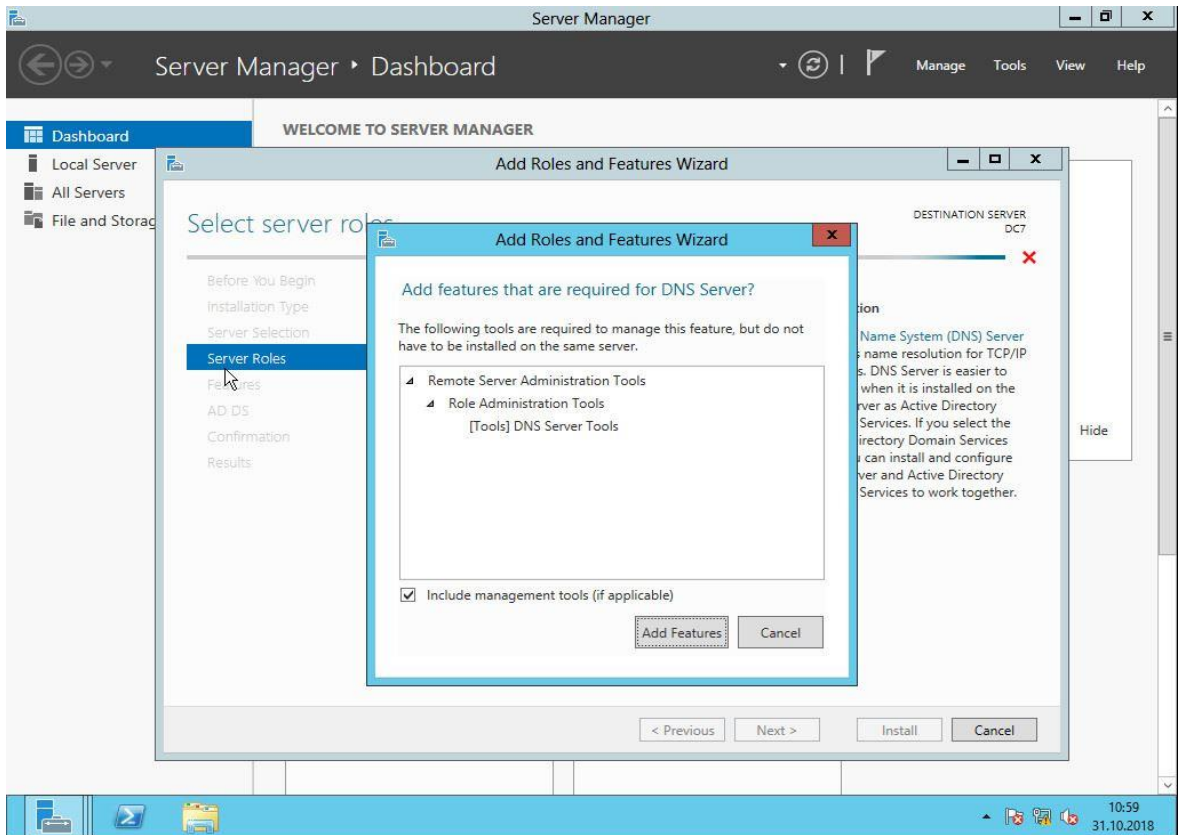 Server Manager
Server Manager ‣ Dashboard
Manage Tools View Help
Dashboard
Local Server
All Servers
File and Storag
WELCOME TO SERVER MANAGER
Hide
Add Roles and Features Wizard
Select server roles
DESTINATION SERVER
DC7
Before You Begin
Installation Type
Server Selection
Server Roles
Features
AD DS
Confirmation
Results
Add Roles and Features Wizard
Add features that are required for DNS Server?
The following tools are required to manage this feature, but do not
have to be installed on the same server.
Remote Server Administration Tools
Role Administration Tools
[Tools] DNS Server Tools
Include management tools (if applicable)
Add Features Cancel
tion
Name System (DNS) Server
name resolution for TCP/IP
s. DNS Server is easier to
when it is installed on the
rver as Active Directory
Services. If you select the
irectory Domain Services
can install and configure
ver and Active Directory
Services to work together.
< Previous Next > Install Cancel
10:59
31.10.2018